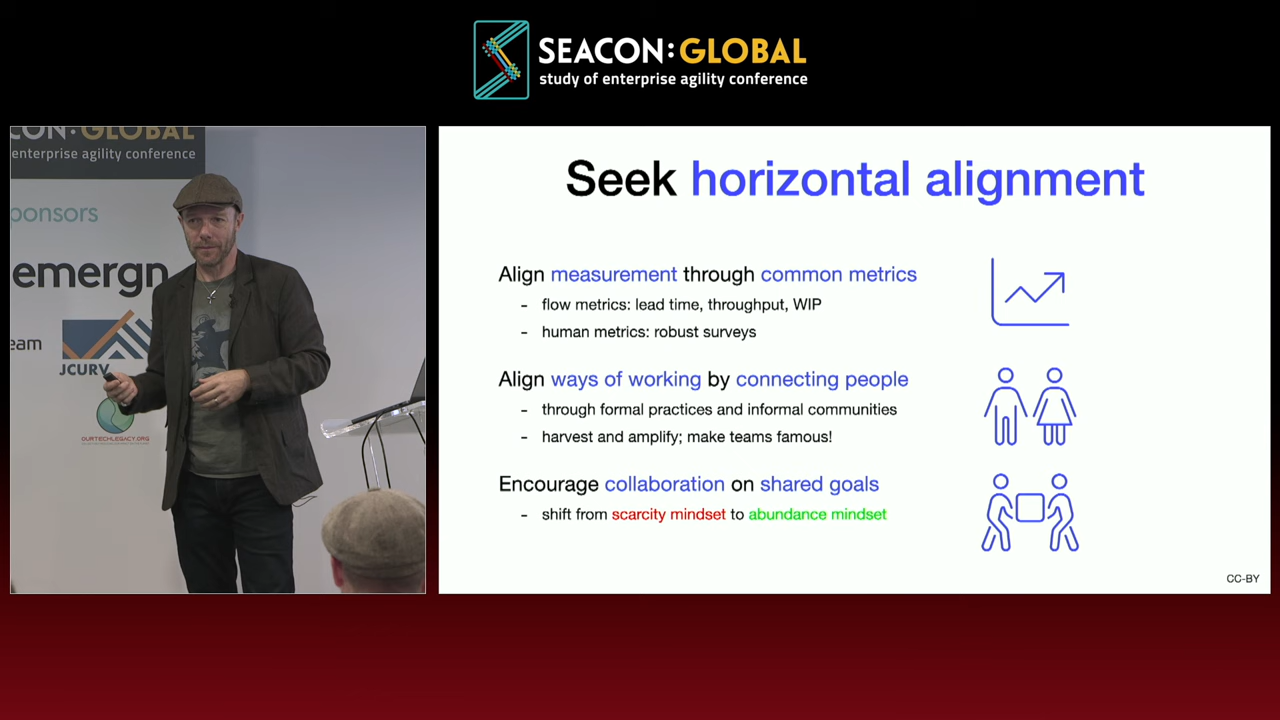 SEACON:GLOBAL
study of enterprise agility conference
CON:GLOBAL
enterprise agility conference
ponsors
emergn
eam
JCURV
OURTECHLEGACY.ORG
Seek horizontal alignment
Align measurement through common metrics
- flow metrics: lead time, throughput, WIP
- human metrics: robust surveys
Align ways of working by connecting people
- through formal practices and informal communities
- harvest and amplify; make teams famous!
Encourage collaboration on shared goals
- shift from scarcity mindset to abundance mindset
CC-BY